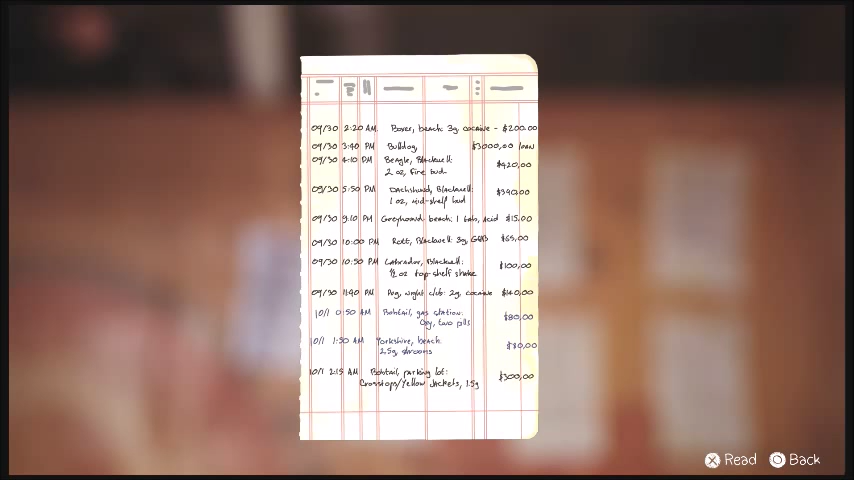 09/30 2:20 AM Boxer, beach: 3g, cocaine - $200.00
09/30 3:40 PM Bulldog, $3000,00 loan
09/30 4:10 PM Beagle, Blackwell: $420,00
2 oz, fine bud
09/30 5:50 PM Dachshund, Blackwell: $340,00
1 oz, mid-shelf bud
09/30 9:10 PM Greyhound, beach: 1 tab, Acid $15.00
09/30 10:00 PM Rott, Blackwell: 3g, GHB $65,00
09/30 10:50 PM Labrador, Blackwell: $100,00
½ oz top-shelf shake
09/30 11:40 PM Pug, night club: 2g, cocaine $140,00
10/1 0:50 AM Bobtail, gas station: $80,00
Oxy, two pills
10/1 1:30 AM Yorkshire, beach: $80,00
2.5g, shrooms
10/1 2:15 AM Bobtail, parking lot: $300,00
Crosstops/Yellow Jackets, 1.5g
Read Back